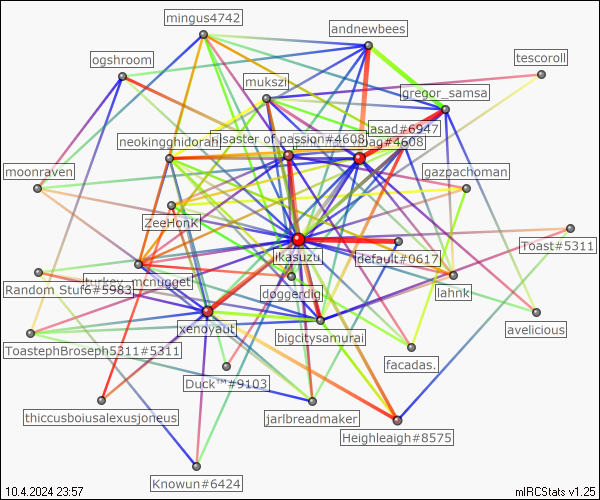 mingus4742
andnewbees
ogshroom
tescoroll
mukszi
gregor_samsa
asad#6947
neokingghidorah
isaster of passion#4608
ag#4608
moonraven
gazpachoman
ZeeHonK
Toast#5311
ikasuzu
default#0617
turkey_mcnugget
Random Stuf6#5983
doggerdig
lahnk
avelicious
xenoyaut
bigcitysamurai
ToastephBroseph5311#5311
facadas.
Duck™#9103
thiccusboiusalexusjoneus
jarlbreadmaker
Heighleaigh#8575
Knowun#6424
10.4.2024 23:57
mIRCStats v1.25